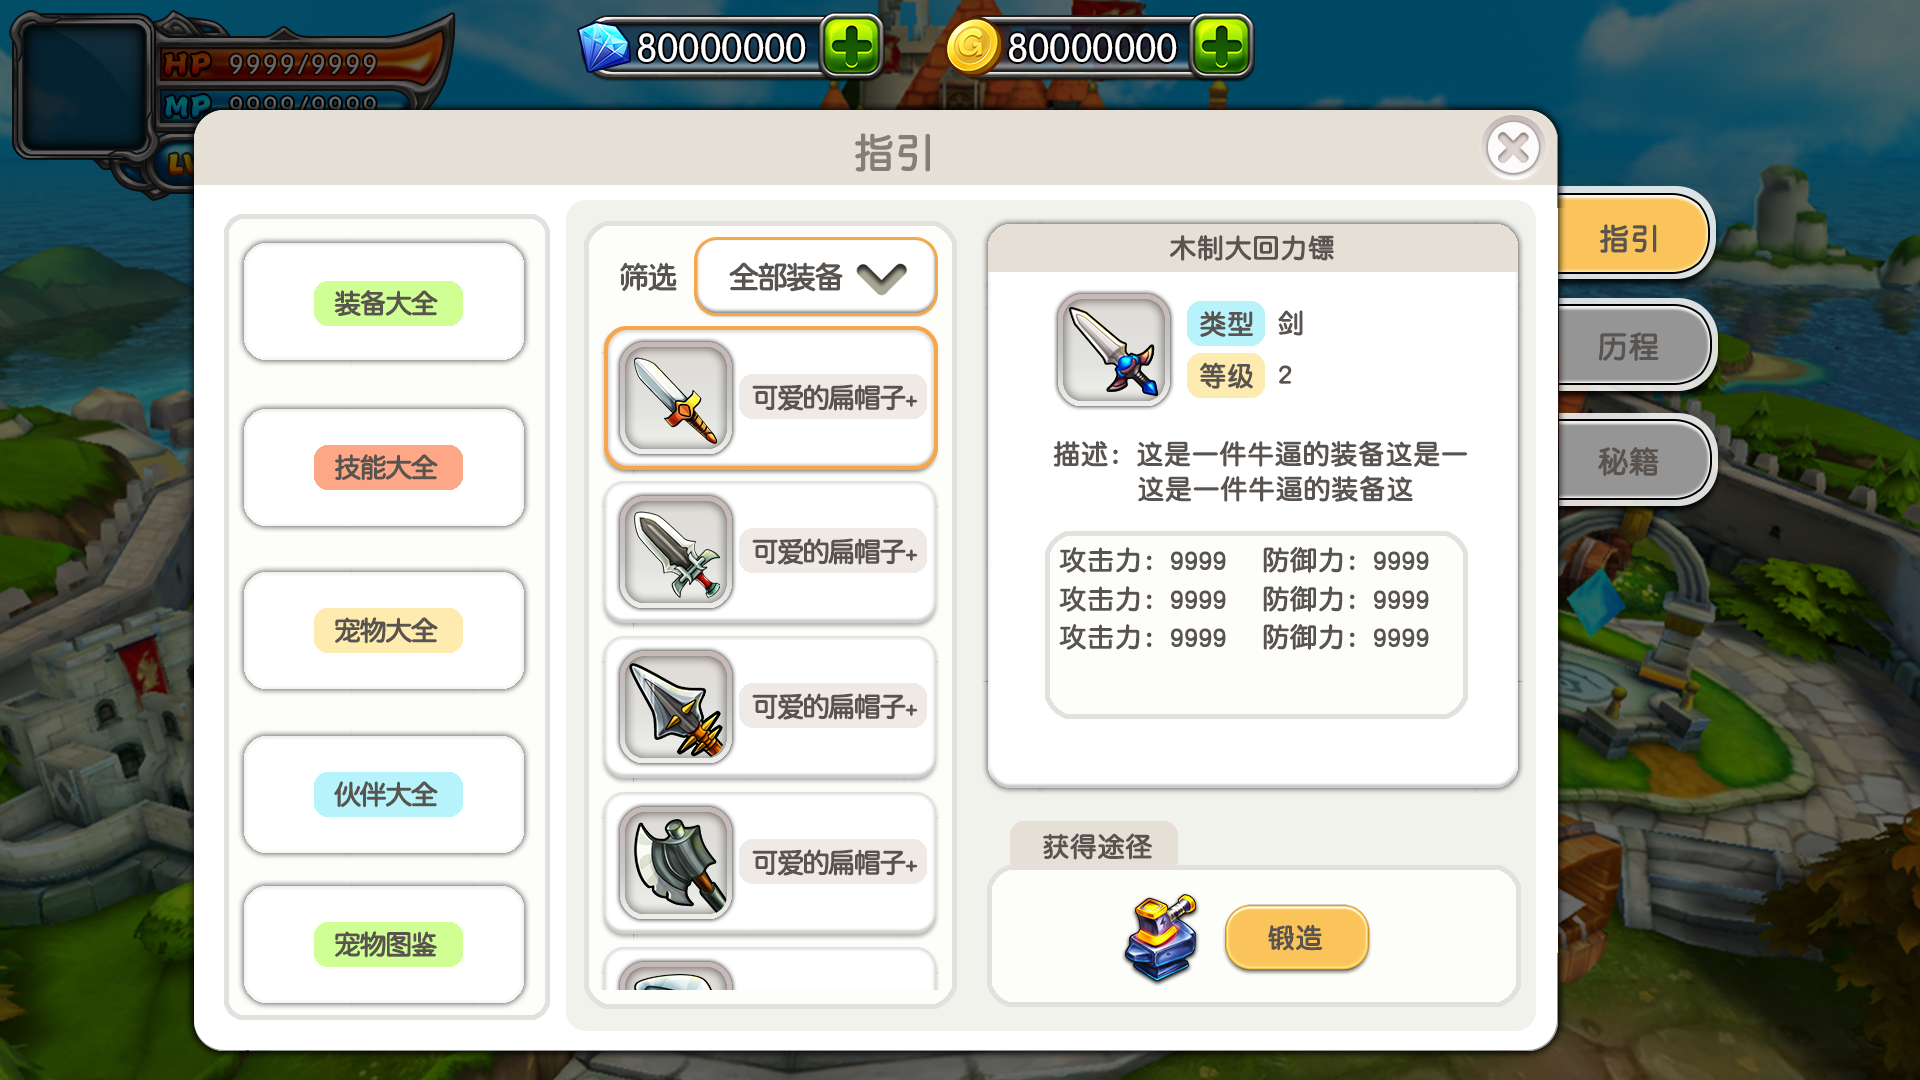 HP 9999/9999
80000000
80000000
MP 9999/9999
LV
指引
指引
历程
秘籍
装备大全
技能大全
宠物大全
伙伴大全
宠物图鉴
筛选
全部装备
可爱的扁帽子+
可爱的扁帽子+
可爱的扁帽子+
可爱的扁帽子+
木制大回力镖
类型 剑
等级 2
描述：这是一件牛逼的装备这是一
这是一件牛逼的装备这
攻击力：9999 防御力：9999
攻击力：9999 防御力：9999
攻击力：9999 防御力：9999
获得途径
锻造